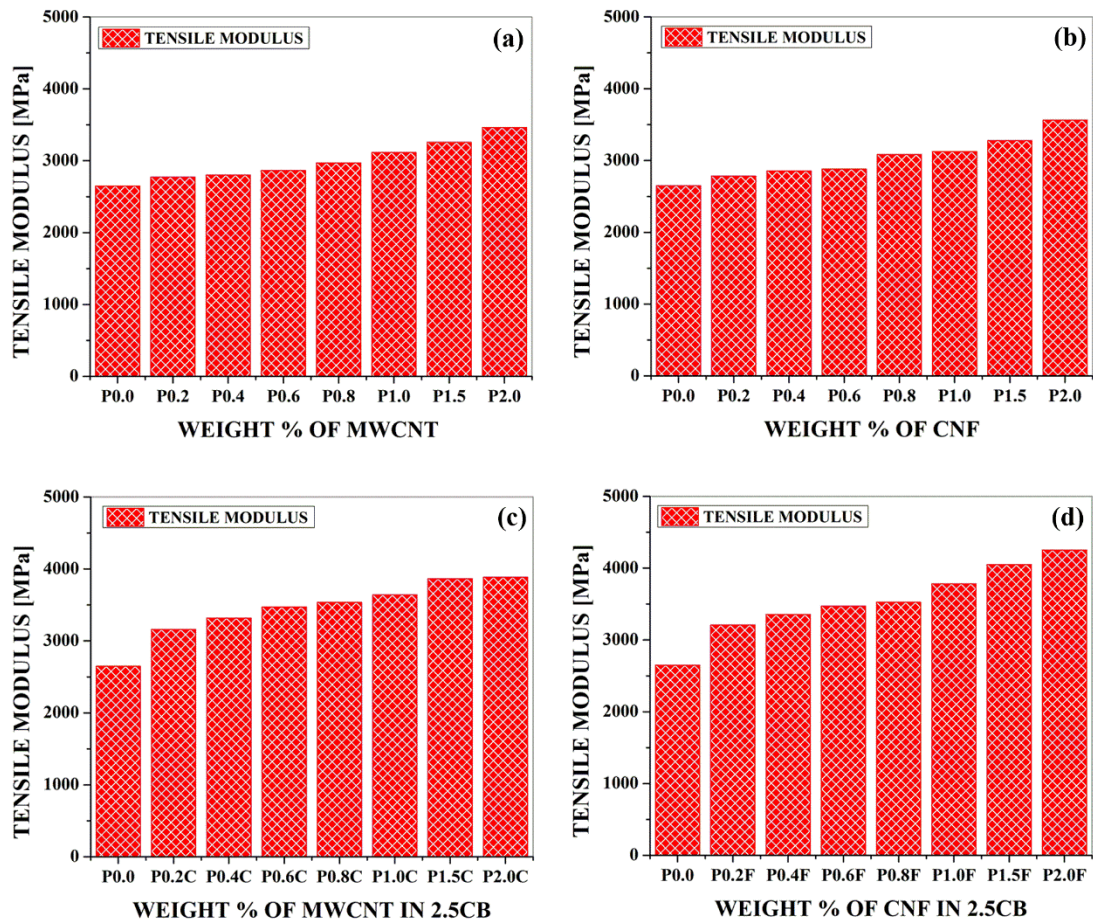 TENSILE MODULUS
(a)
TENSILE MODULUS [MPa]
5000
4000
3000
2000
1000
0
P0.0 P0.2 P0.4 P0.6 P0.8 P1.0 P1.5 P2.0
WEIGHT % OF MWCNT
TENSILE MODULUS
(b)
TENSILE MODULUS [MPa]
5000
4000
3000
2000
1000
0
P0.0 P0.2 P0.4 P0.6 P0.8 P1.0 P1.5 P2.0
WEIGHT % OF CNF
TENSILE MODULUS
(c)
TENSILE MODULUS [MPa]
5000
4000
3000
2000
1000
0
P0.0 P0.2C P0.4C P0.6C P0.8C P1.0C P1.5C P2.0C
WEIGHT % OF MWCNT IN 2.5CB
TENSILE MODULUS
(d)
TENSILE MODULUS [MPa]
5000
4000
3000
2000
1000
0
P0.0 P0.2F P0.4F P0.6F P0.8F P1.0F P1.5F P2.0F
WEIGHT % OF CNF IN 2.5CB